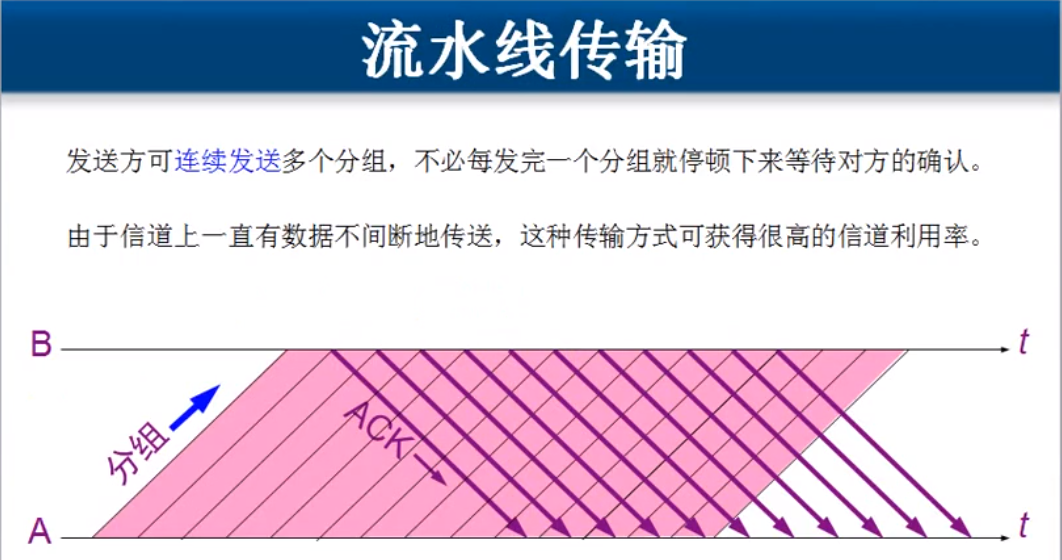 流水线传输
发送方可连续发送多个分组，不必每发完一个分组就停顿下来等待对方的确认。
由于信道上一直有数据不间断地传送，这种传输方式可获得很高的信道利用率。
B
t
分组
ACK
A
t